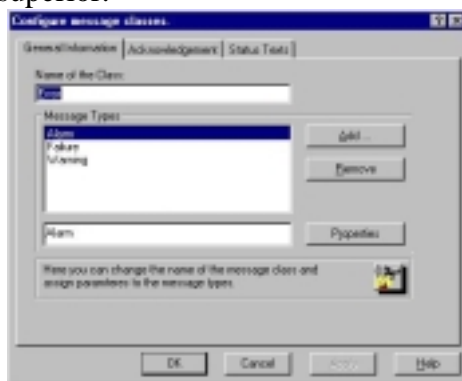 superior.
Configure message classes.
General Information
Acknowledgement
Status Texts
Name of the Class:
Error
Message Types
Alarm
Failure
Warning
Add ...
Remove
Alarm
Properties
Here you can change the name of the message class and
assign parameters to the message types.
OK
Cancel
Apply
Help